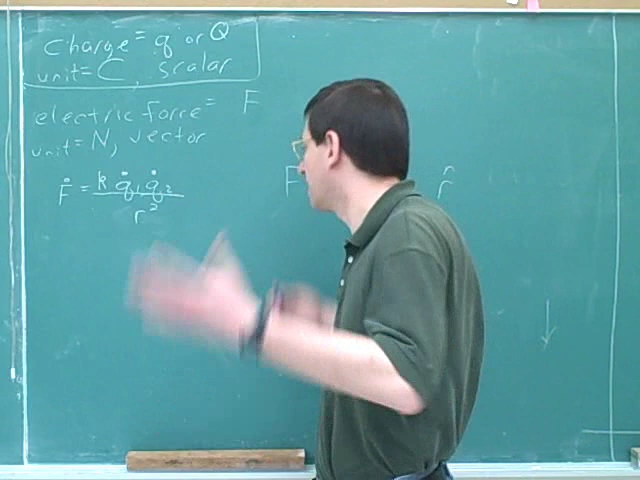 Charge = q or Q
unit = C, scalar
electric force = F
unit = N, vector
F = k q₁ q₂
r²
F
r̂